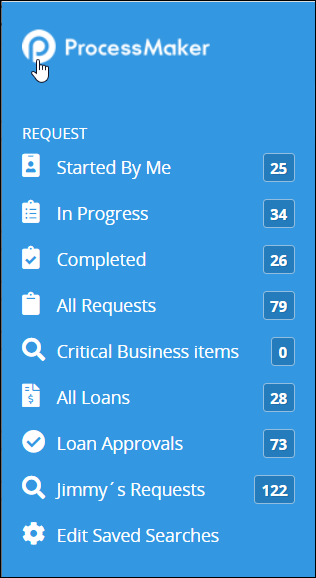 ProcessMaker
REQUEST
Started By Me 25
In Progress 34
Completed 26
All Requests 79
Critical Business items 0
All Loans 28
Loan Approvals 73
Jimmy´s Requests 122
Edit Saved Searches